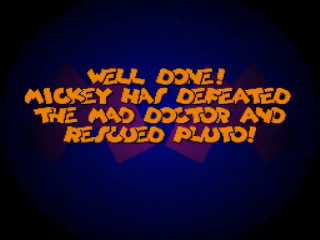 WELL DONE!
MICKEY HAS DEFEATED
THE MAD DOCTOR AND
RESCUED PLUTO!